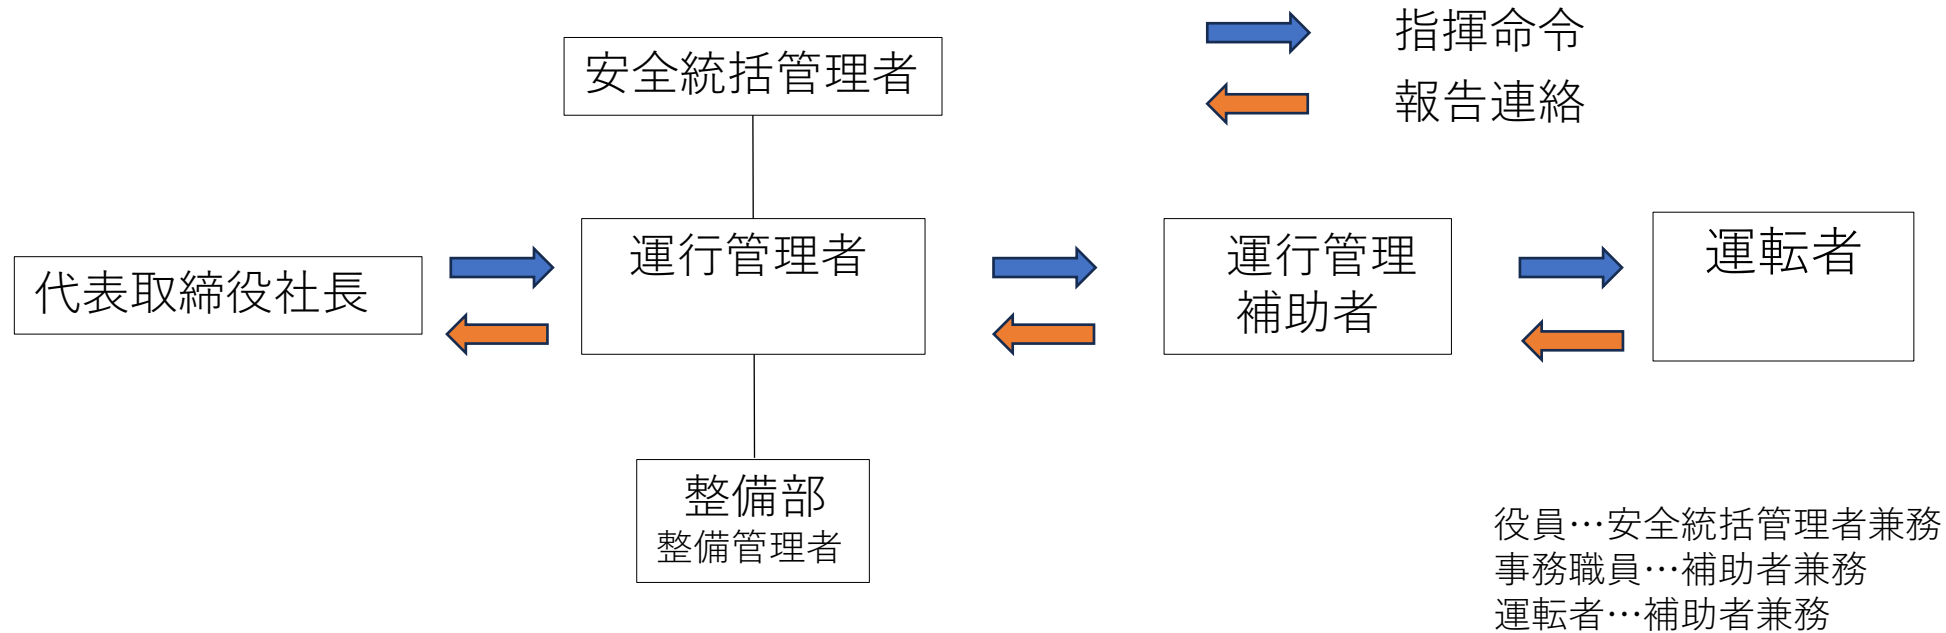 指揮命令
報告連絡
安全統括管理者
代表取締役社長
運行管理者
運行管理
補助者
運転者
整備部
整備管理者
役員…安全統括管理者兼務
事務職員…補助者兼務
運転者…補助者兼務